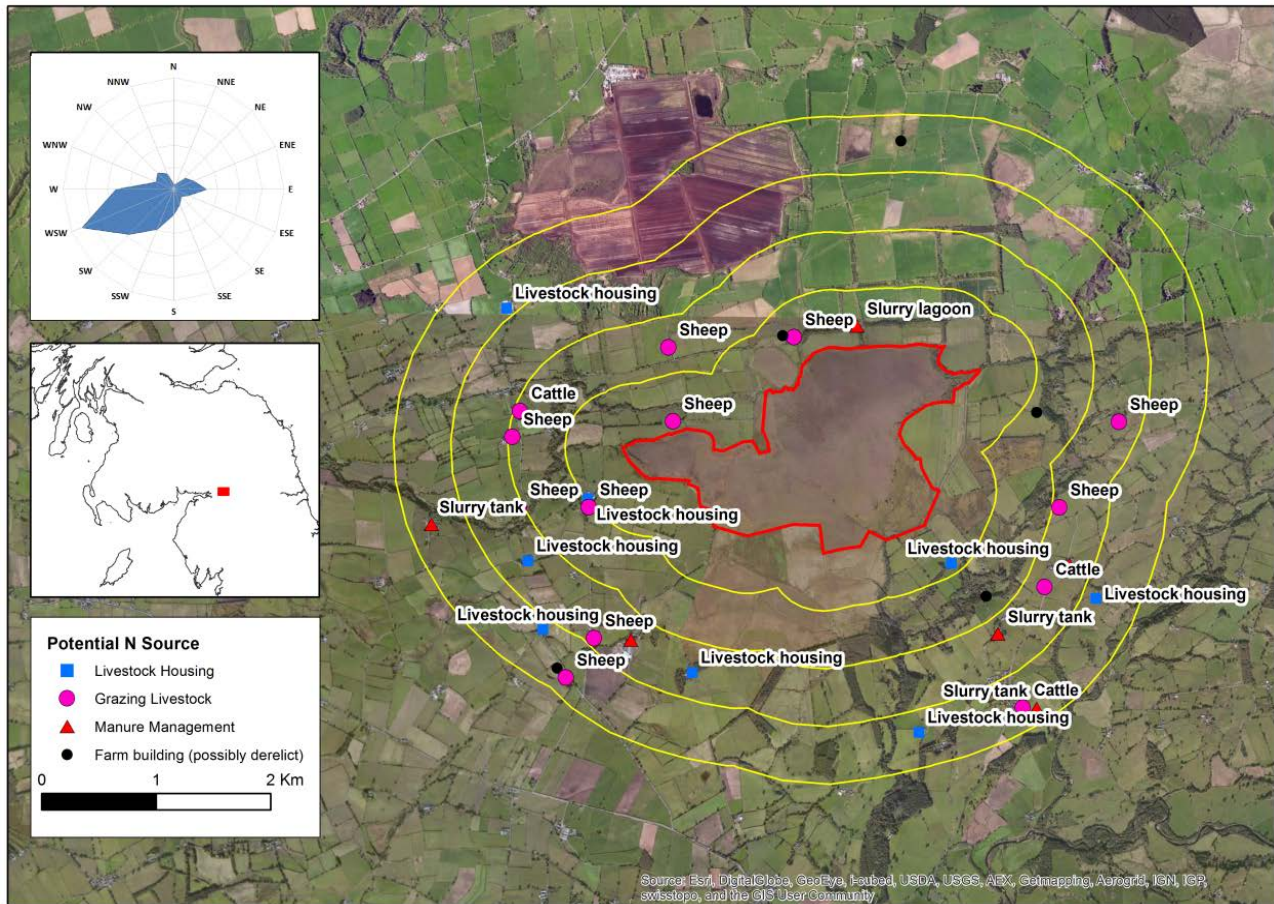 N
NNW
NNE
NW
NE
WNW
ENE
W
E
WSW
ESE
SW
SE
SSW
SSE
S
Potential N Source
Livestock Housing
Grazing Livestock
Manure Management
Farm building (possibly derelict)
0 1 2 Km
Livestock housing
Sheep
Sheep
Slurry lagoon
Cattle
Sheep
Sheep
Sheep
Sheep
Sheep
Livestock housing
Slurry tank
Sheep
Livestock housing
Livestock housing
Cattle
Livestock housing
Livestock housing
Sheep
Slurry tank
Livestock housing
Sheep
Slurry tank
Cattle
Livestock housing
Source: Esri, DigitalGlobe, GeoEye, i-cubed, USDA, USGS, AEX, Getmapping, Aerogrid, IGN, IGP,
swisstopo, and the GIS User Community